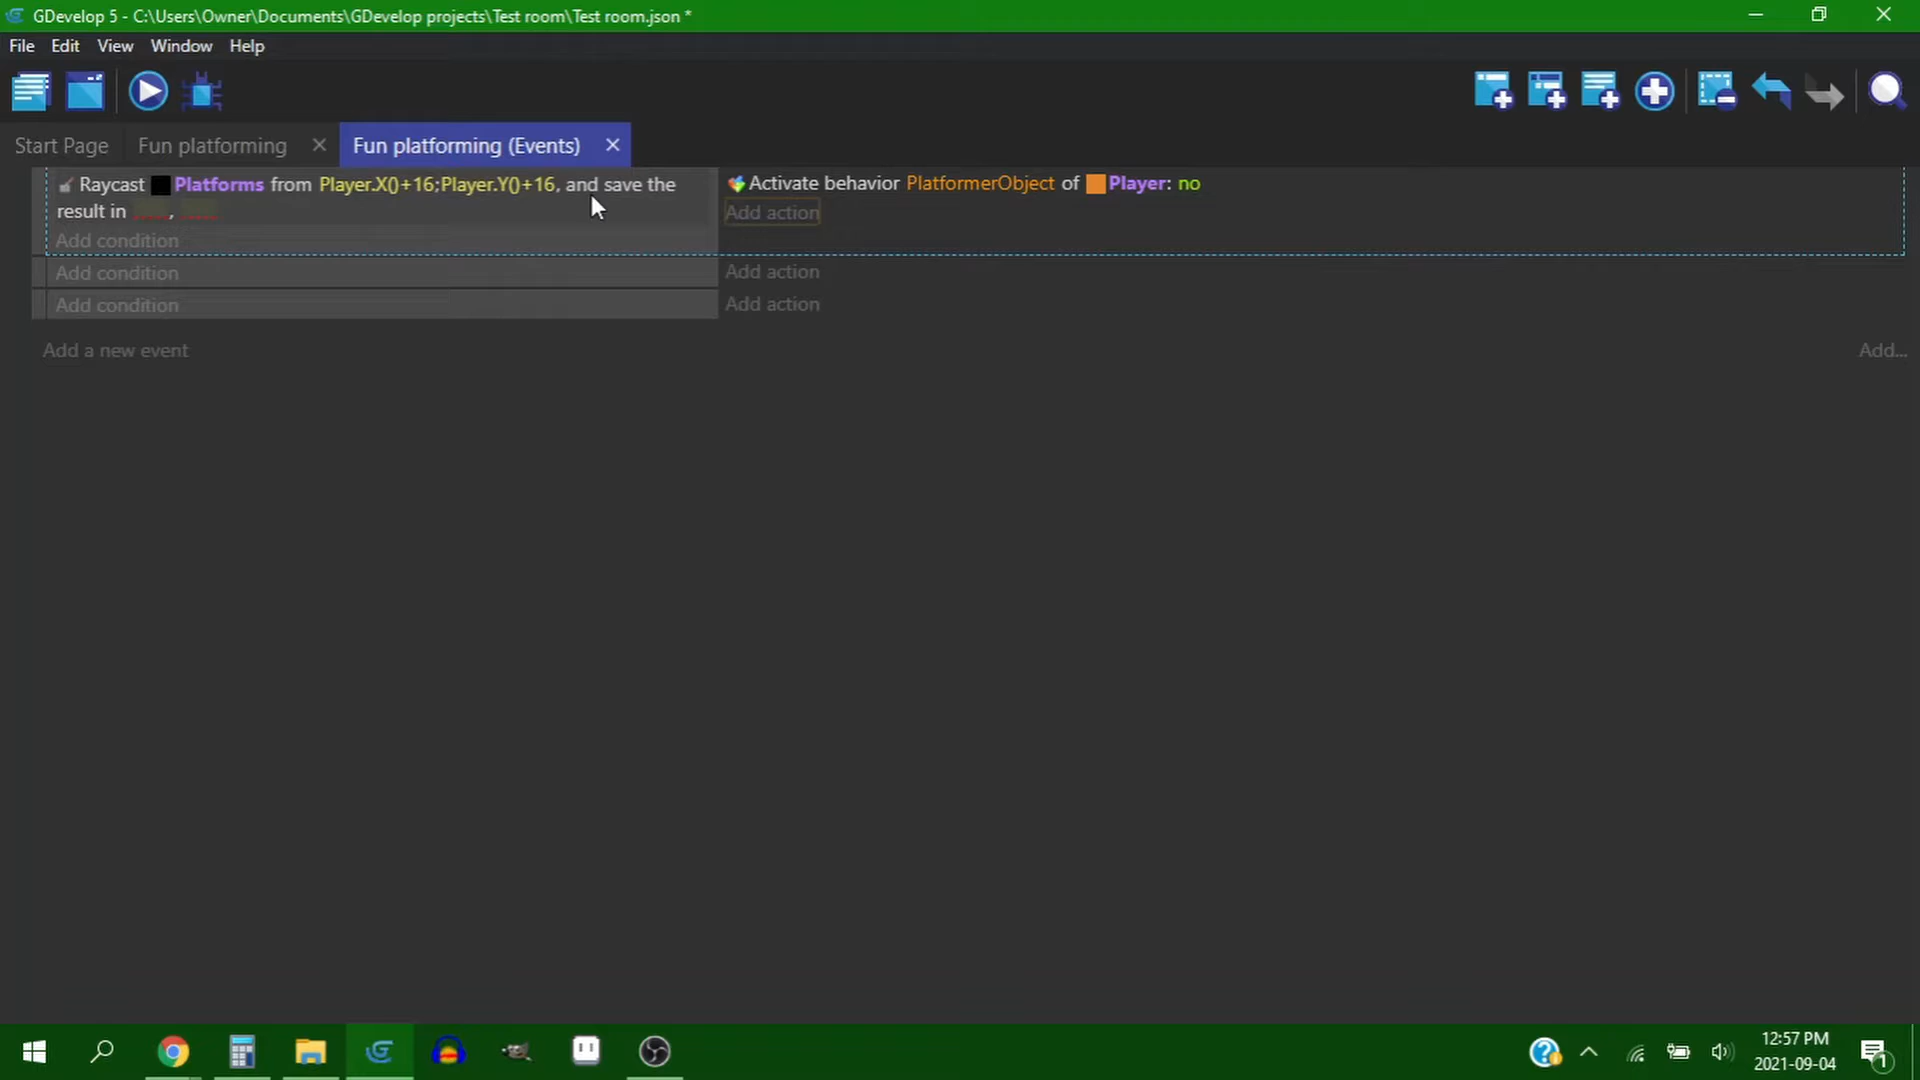 GDevelop 5 - C:\Users\Owner\Documents\GDevelop projects\Test room\Test room.json *
File Edit View Window Help
Start Page Fun platforming Fun platforming (Events)
Raycast Platforms from Player.X()+16;Player.Y()+16, and save the
result in , 
Add condition
Activate behavior PlatformerObject of Player: no
Add action
Add condition Add action
Add condition Add action
Add a new event Add...
12:57 PM
2021-09-04
1